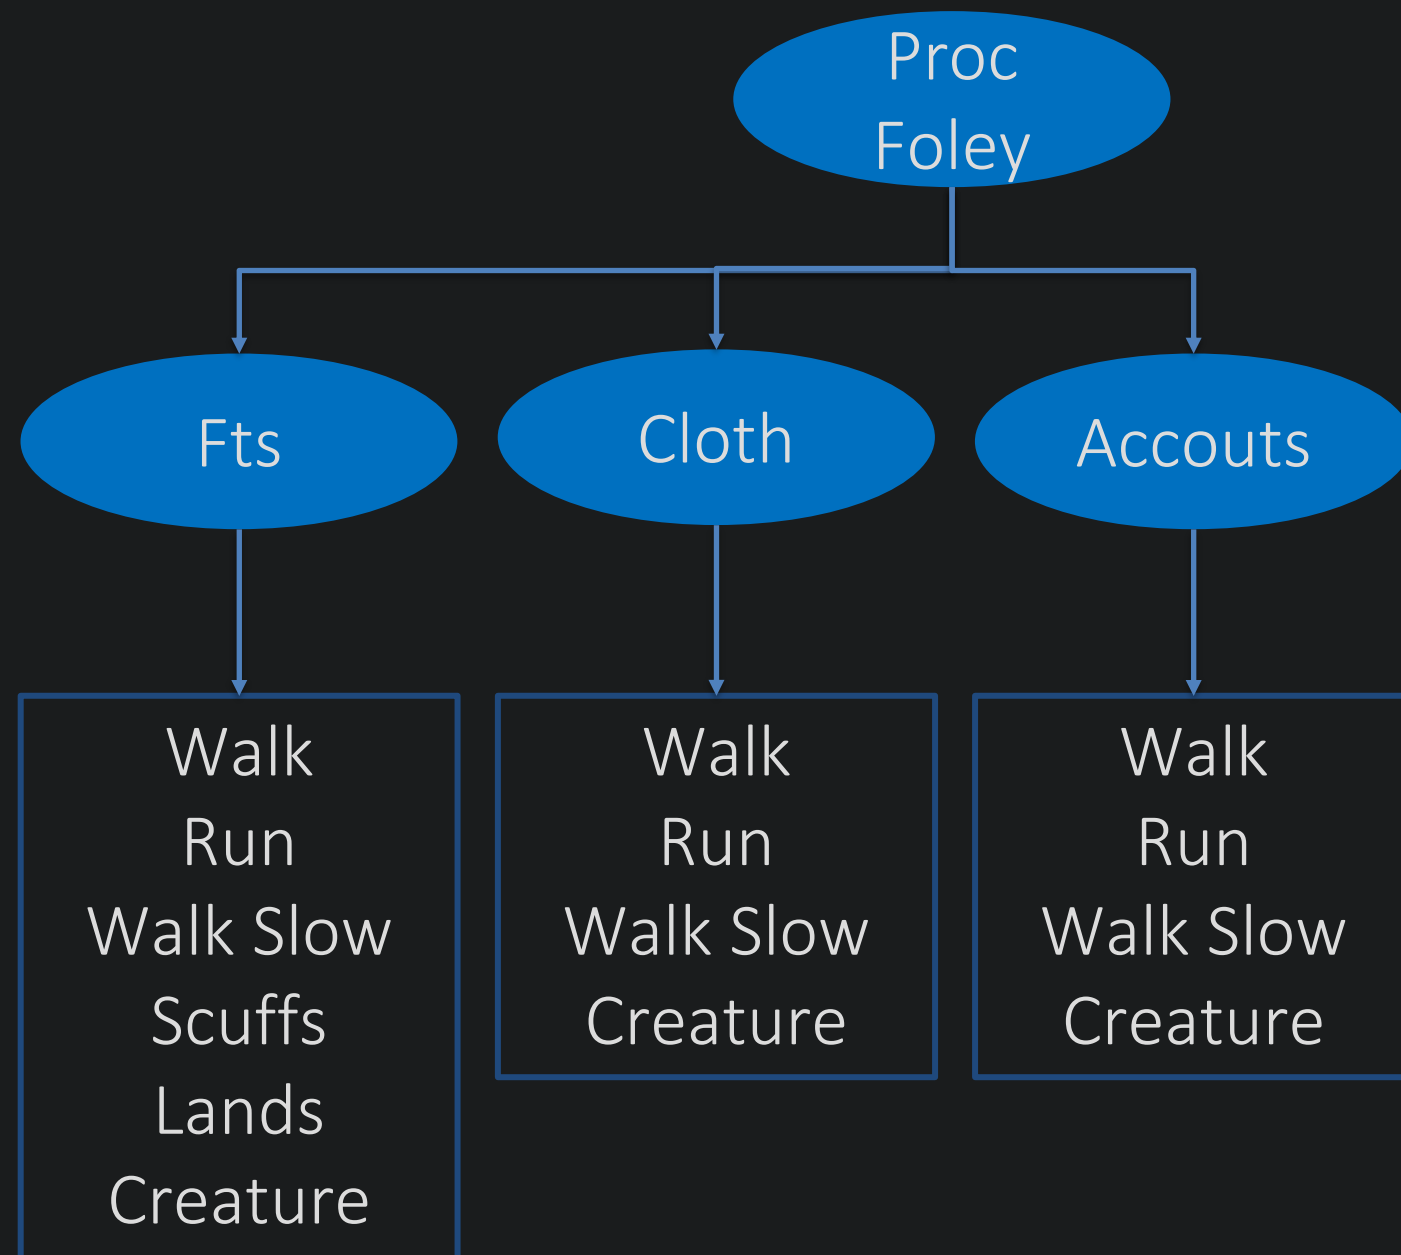 Proc
Foley
Fts
Cloth
Accouts
Walk
Run
Walk Slow
Scuffs
Lands
Creature
Walk
Run
Walk Slow
Creature
Walk
Run
Walk Slow
Creature